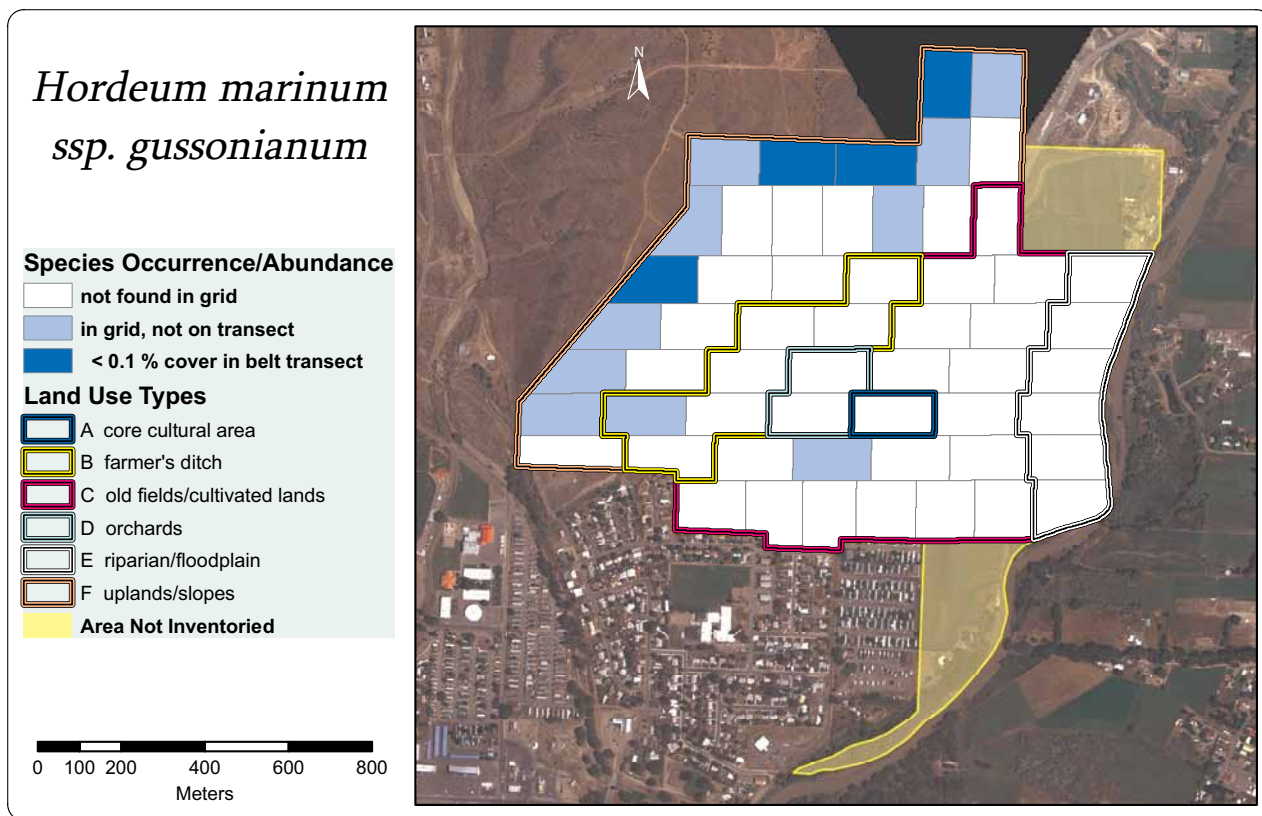 Hordeum marinum
ssp. gussonianum
Species Occurrence/Abundance
not found in grid
in grid, not on transect
< 0.1 % cover in belt transect
Land Use Types
A core cultural area
B farmer's ditch
C old fields/cultivated lands
D orchards
E riparian/floodplain
F uplands/slopes
Area Not Inventoried
0 100 200 400 600 800
Meters
N